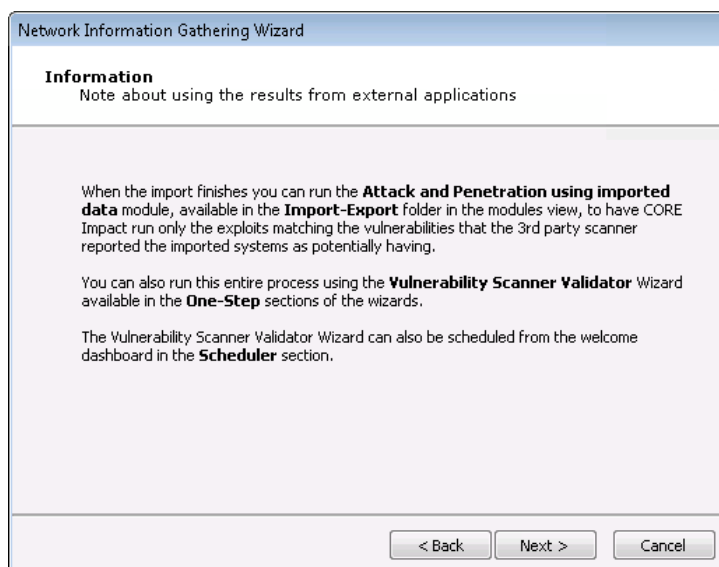 Network Information Gathering Wizard
Information
Note about using the results from external applications
When the import finishes you can run the Attack and Penetration using imported
data module, available in the Import-Export folder in the modules view, to have CORE
Impact run only the exploits matching the vulnerabilities that the 3rd party scanner
reported the imported systems as potentially having.
You can also run this entire process using the Vulnerability Scanner Validator Wizard
available in the One-Step sections of the wizards.
The Vulnerability Scanner Validator Wizard can also be scheduled from the welcome
dashboard in the Scheduler section.
< Back Next > Cancel